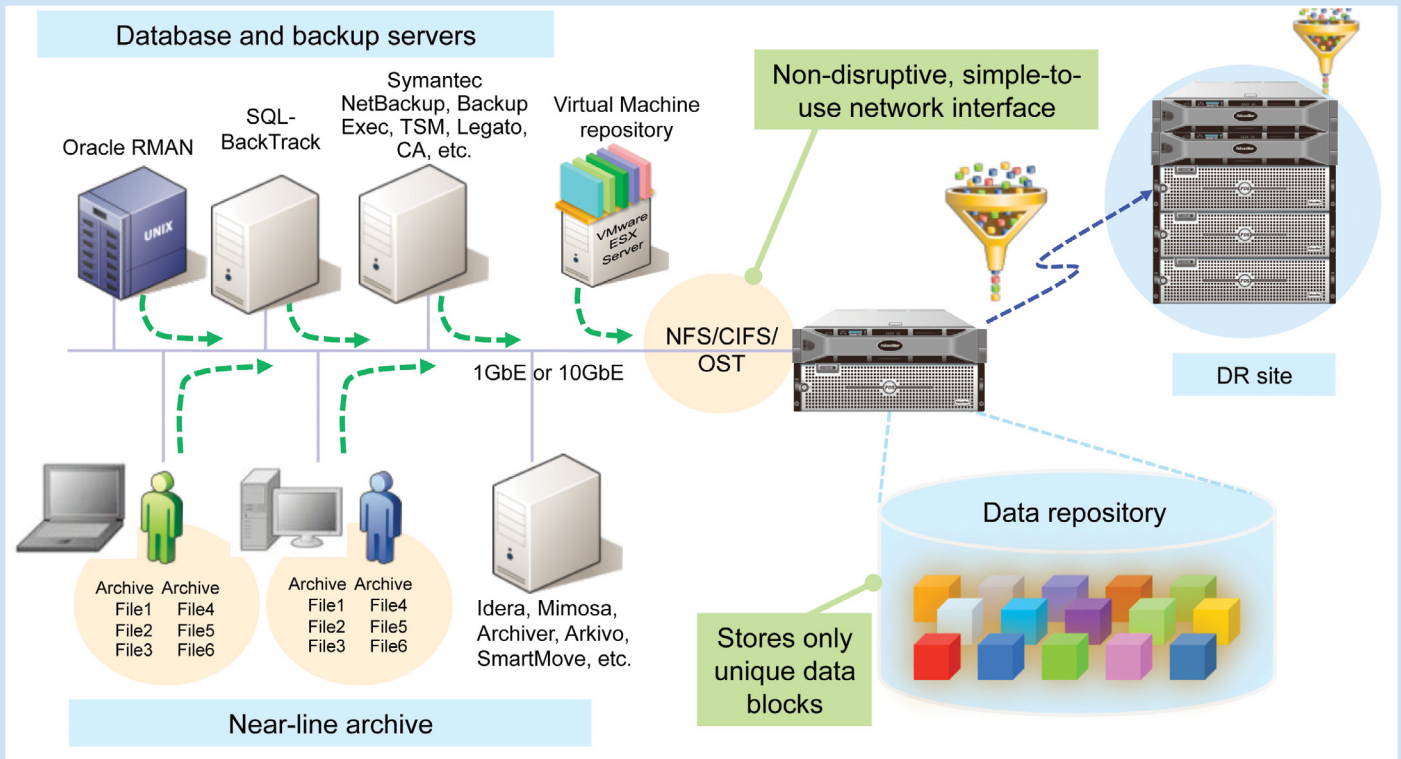 Database and backup servers
Oracle RMAN
SQL-
BackTrack
Symantec
NetBackup, Backup
Exec, TSM, Legato,
CA, etc.
Virtual Machine
repository
UNIX
VMware
ESX
Server
Non-disruptive, simple-to-
use network interface
NFS/CIFS/
OST
1GbE or 10GbE
DR site
Archive Archive
File1 File4
File2 File5
File3 File6
Archive Archive
File1 File4
File2 File5
File3 File6
Idera, Mimosa,
Archiver, Arkivo,
SmartMove, etc.
Near-line archive
Data repository
Stores only
unique data
blocks